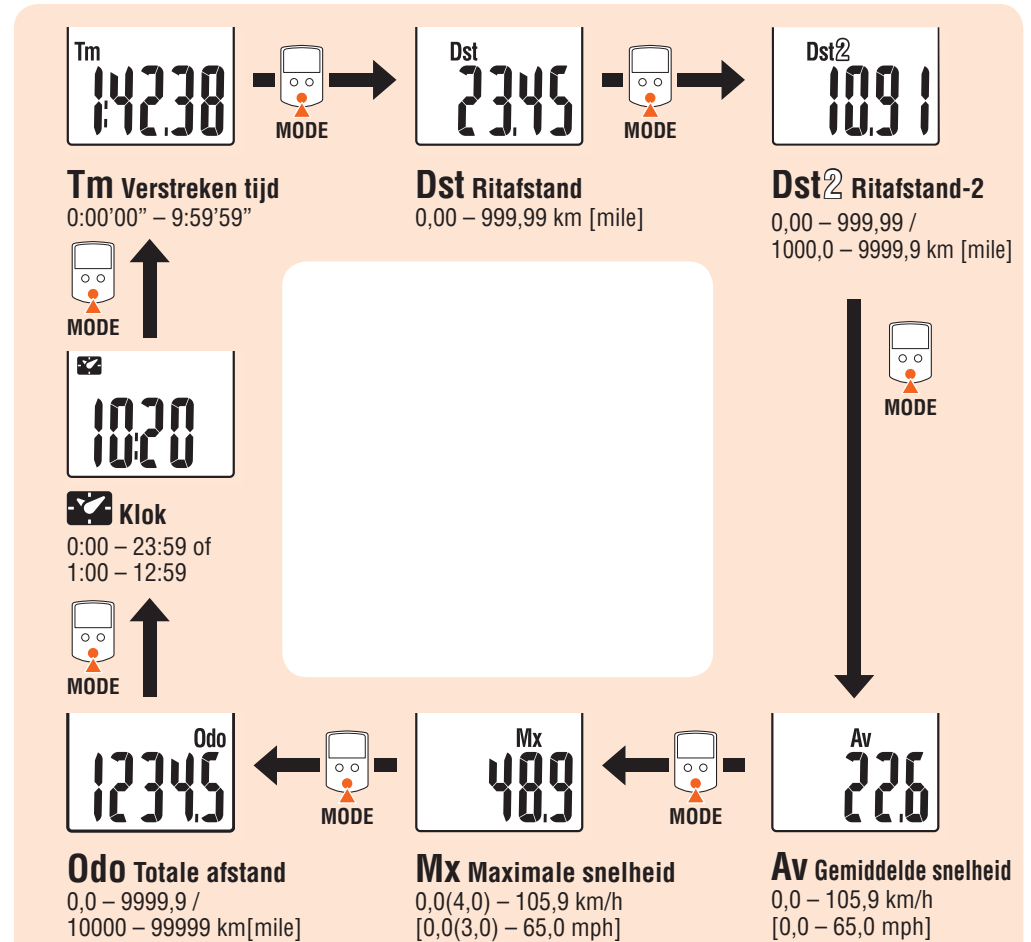 Tm
1:42.38
MODE
Dst
23.45
MODE
Dst2
10.91
Tm Verstreken tijd
0:00'00” – 9:59'59”
Dst Ritafstand
0,00 – 999,99 km [mile]
Dst2 Ritafstand-2
0,00 – 999,99 /
1000,0 – 9999,9 km [mile]
MODE
MODE
10:20
Klok
0:00 – 23:59 of
1:00 – 12:59
MODE
Odo
1234.5
MODE
Mx
48.9
MODE
Av
22.6
Odo Totale afstand
0,0 – 9999,9 /
10000 – 99999 km[mile]
Mx Maximale snelheid
0,0(4,0) – 105,9 km/h
[0,0(3,0) – 65,0 mph]
Av Gemiddelde snelheid
0,0 – 105,9 km/h
[0,0 – 65,0 mph]